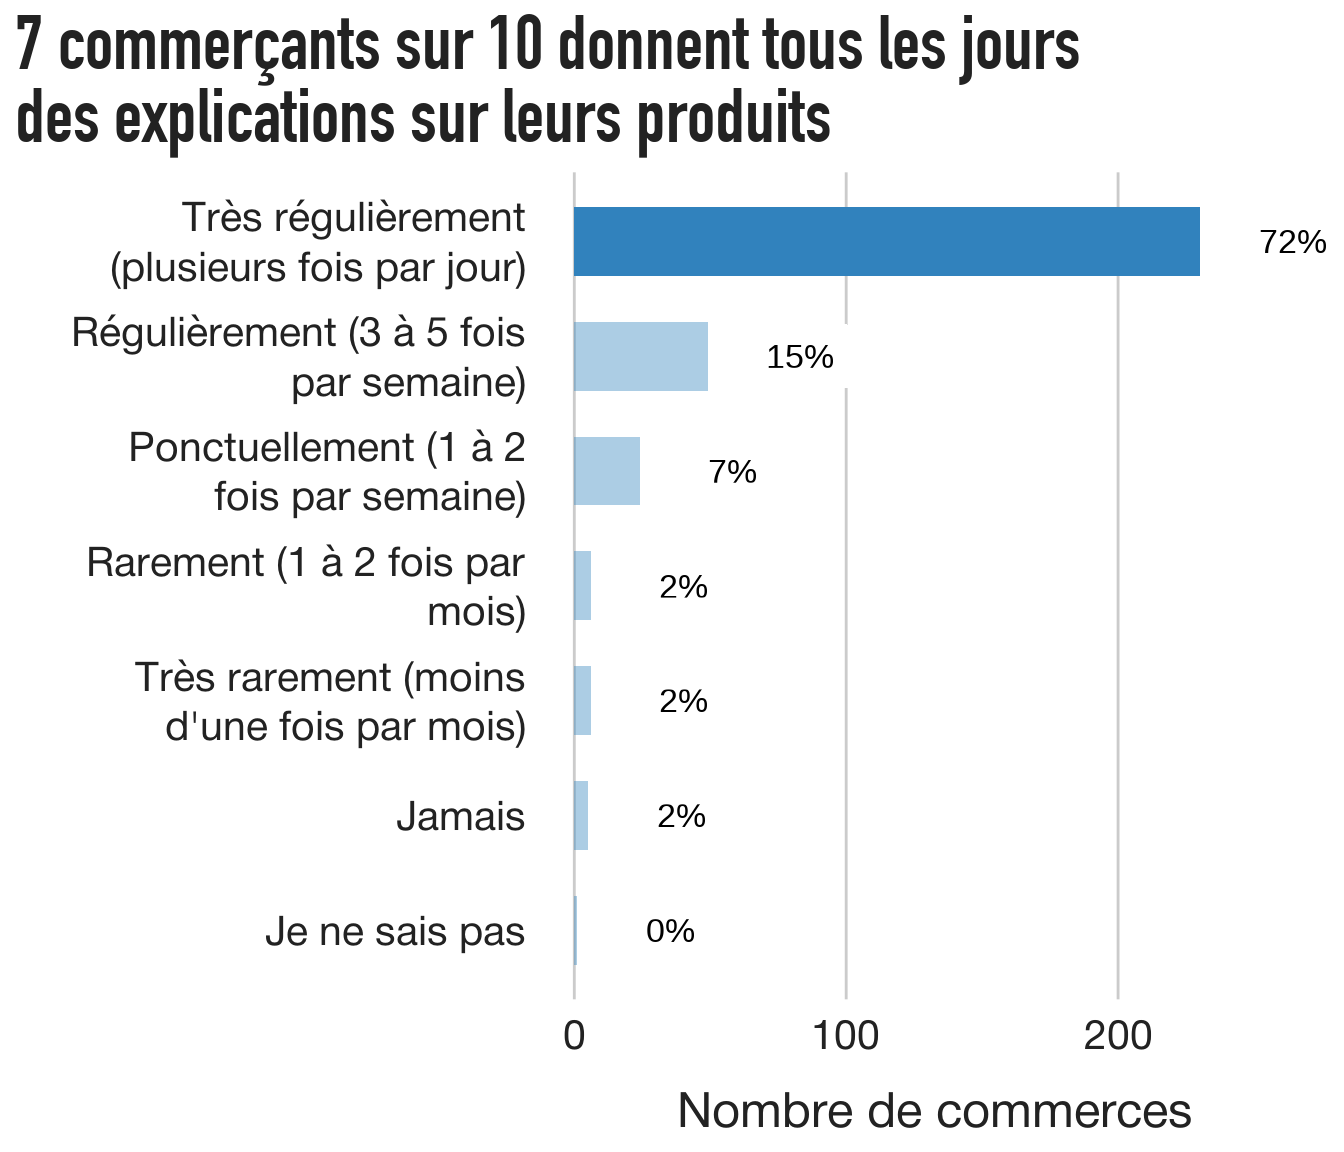 7 commerçants sur 10 donnent tous les jours
des explications sur leurs produits
Très régulièrement
(plusieurs fois par jour)
72%
Régulièrement (3 à 5 fois
par semaine)
15%
Ponctuellement (1 à 2
fois par semaine)
7%
Rarement (1 à 2 fois par
mois)
2%
Très rarement (moins
d'une fois par mois)
2%
Jamais
2%
Je ne sais pas
0%
0
100
200
Nombre de commerces